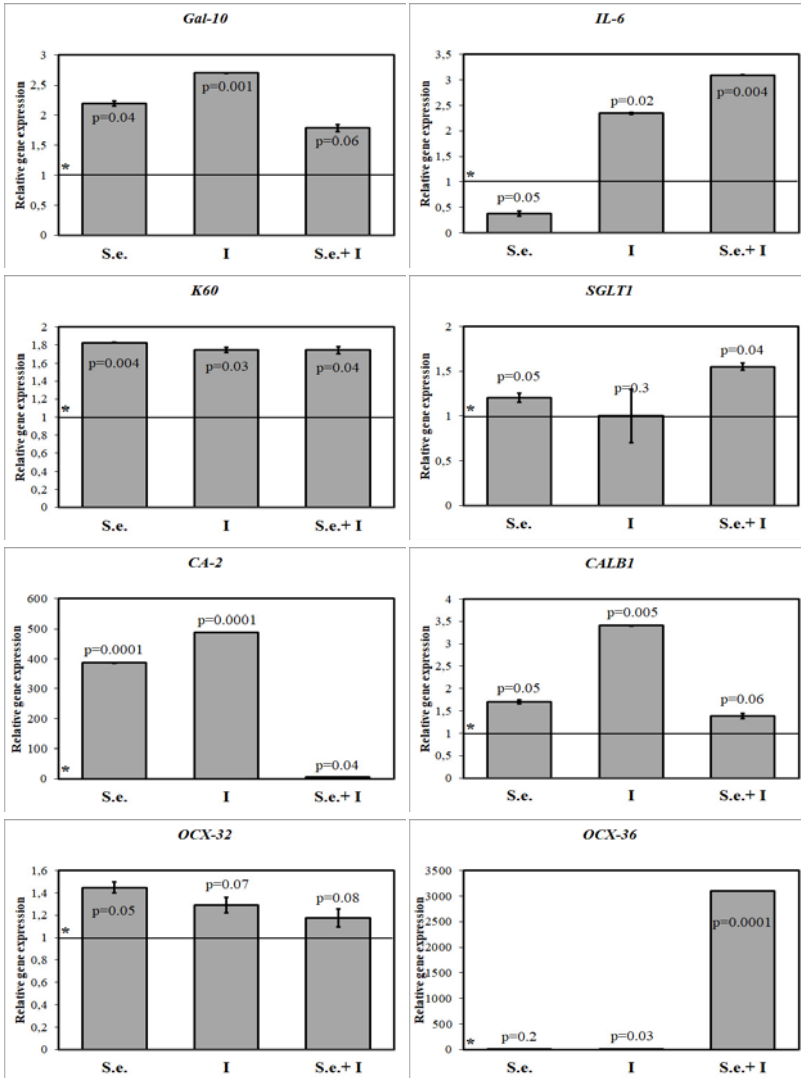 Gal-10
Relative gene expression
3
2,5
2
1,5
1
0,5
0
*
p=0.04
p=0.001
p=0.06
S.e. I S.e.+ I
IL-6
Relative gene expression
3,5
3
2,5
2
1,5
1
0,5
0
*
p=0.05
p=0.02
p=0.004
S.e. I S.e.+ I
K60
Relative gene expression
2
1,8
1,6
1,4
1,2
1
0,8
0,6
0,4
0,2
0
*
p=0.004
p=0.03
p=0.04
S.e. I S.e.+ I
SGLT1
Relative gene expression
2
1,5
1
0,5
0
*
p=0.05
p=0.3
p=0.04
S.e. I S.e.+ I
CA-2
Relative gene expression
600
500
400
300
200
100
0
*
p=0.0001
p=0.0001
p=0.04
S.e. I S.e.+ I
CALB1
Relative gene expression
4
3,5
3
2,5
2
1,5
1
0,5
0
*
p=0.05
p=0.005
p=0.06
S.e. I S.e.+ I
OCX-32
Relative gene expression
1,6
1,4
1,2
1
0,8
0,6
0,4
0,2
0
*
p=0.05
p=0.07
p=0.08
S.e. I S.e.+ I
OCX-36
Relative gene expression
3500
3000
2500
2000
1500
1000
500
0
*
p=0.2
p=0.03
p=0.0001
S.e. I S.e.+ I